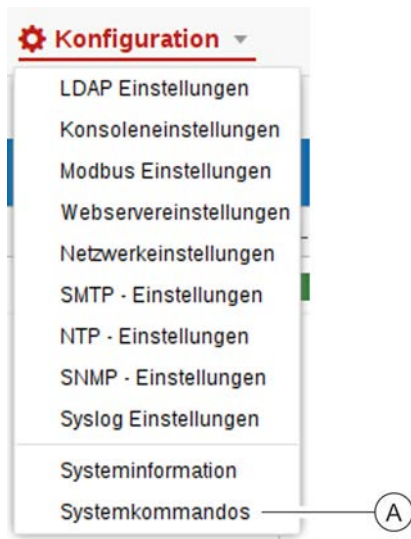 Konfiguration
LDAP Einstellungen
Konsoleneinstellungen
Modbus Einstellungen
Webservereinstellungen
Netzwerkeinstellungen
SMTP - Einstellungen
NTP - Einstellungen
SNMP - Einstellungen
Syslog Einstellungen
Systeminformation
Systemkommandos A